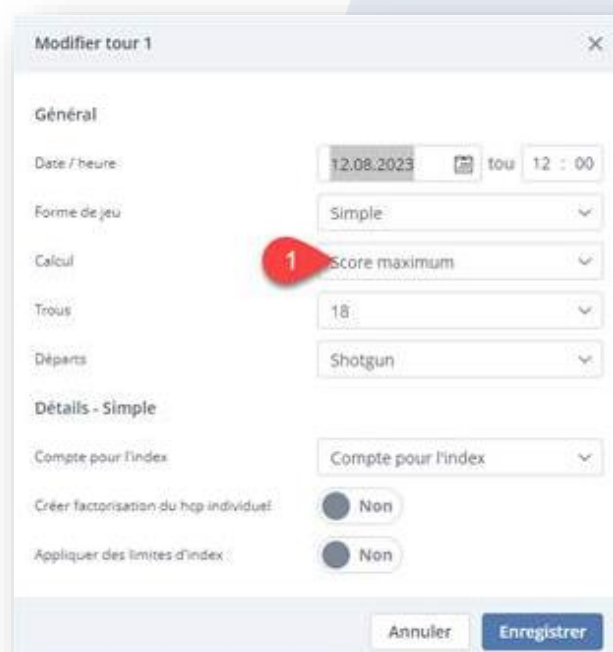 Modifier tour 1
Général
Date / heure 12.08.2023 tou 12 : 00
Forme de jeu Simple
Calcul 1 Score maximum
Trous 18
Départs Shotgun
Détails - Simple
Compte pour l'index Compte pour l'index
Créer factorisation du hcp individuel Non
Appliquer des limites d'index Non
Annuler Enregistrer